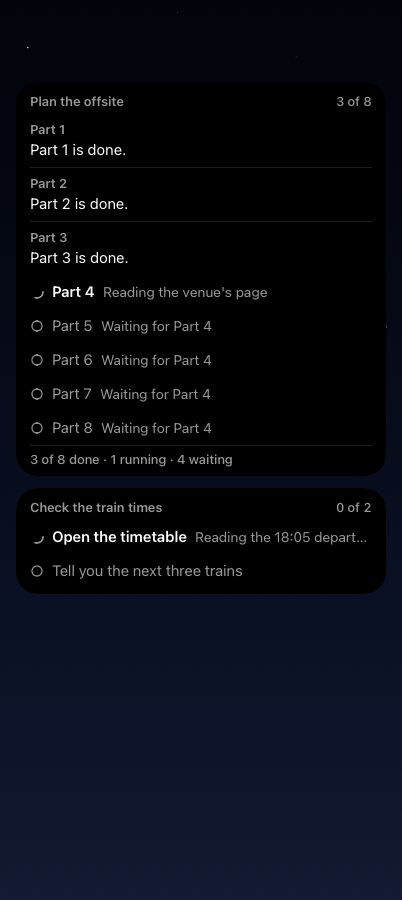 Plan the offsite 3 of 8
Part 1
Part 1 is done.
Part 2
Part 2 is done.
Part 3
Part 3 is done.
Part 4 Reading the venue's page
Part 5 Waiting for Part 4
Part 6 Waiting for Part 4
Part 7 Waiting for Part 4
Part 8 Waiting for Part 4
3 of 8 done · 1 running · 4 waiting
Check the train times 0 of 2
Open the timetable Reading the 18:05 depart...
Tell you the next three trains